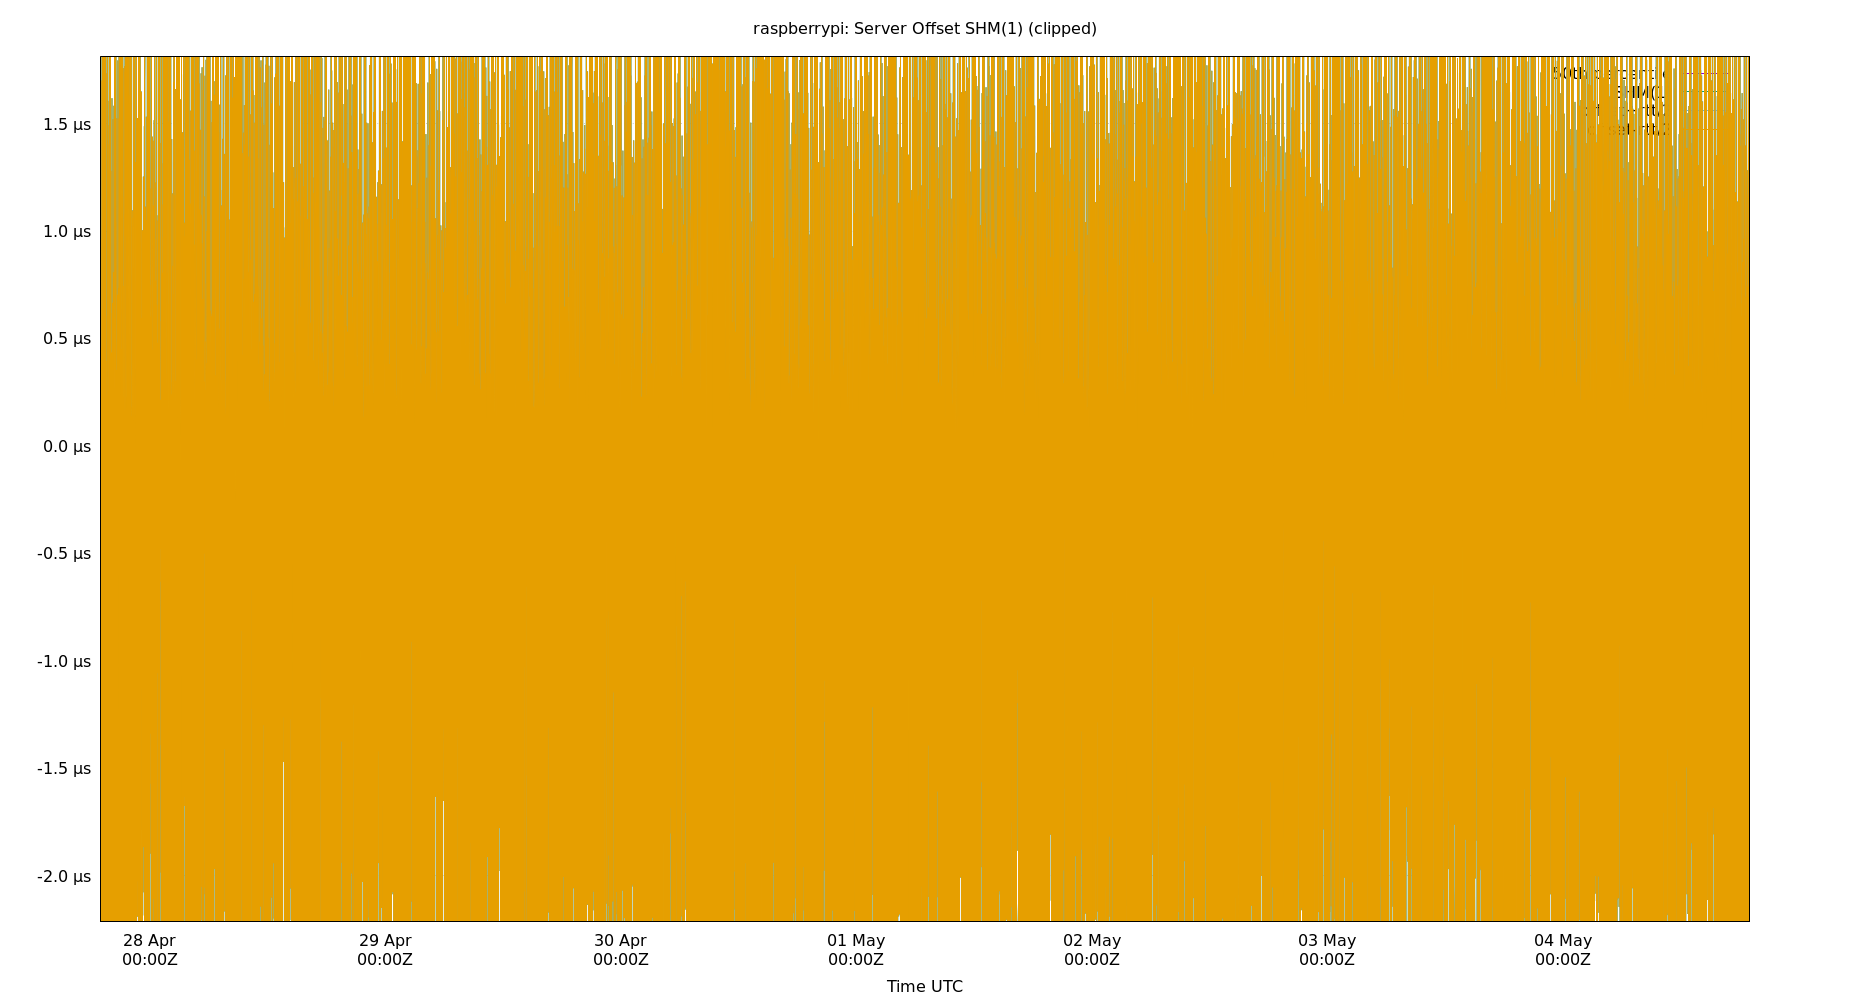 raspberrypi: Server Offset SHM(1) (clipped)
1.5 µs
1.0 µs
0.5 µs
0.0 µs
-0.5 µs
-1.0 µs
-1.5 µs
-2.0 µs
28 Apr 29 Apr 30 Apr 01 May 02 May 03 May 04 May
00:00Z 00:00Z 00:00Z 00:00Z 00:00Z 00:00Z 00:00Z
Time UTC